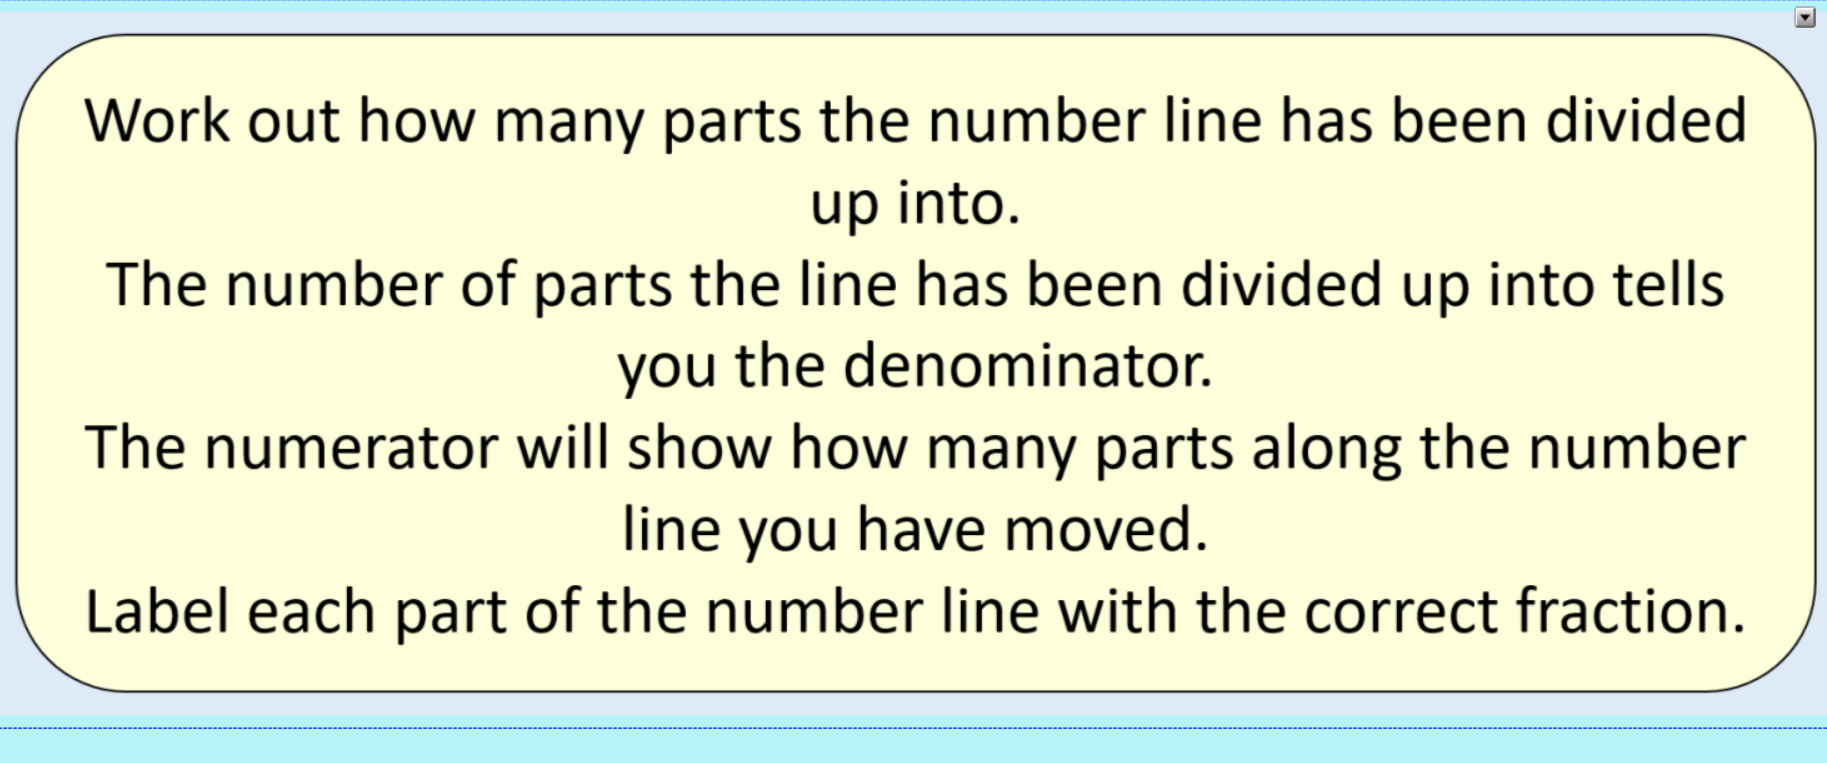 Work out how many parts the number line has been divided
up into.
The number of parts the line has been divided up into tells
you the denominator.
The numerator will show how many parts along the number
line you have moved.
Label each part of the number line with the correct fraction.